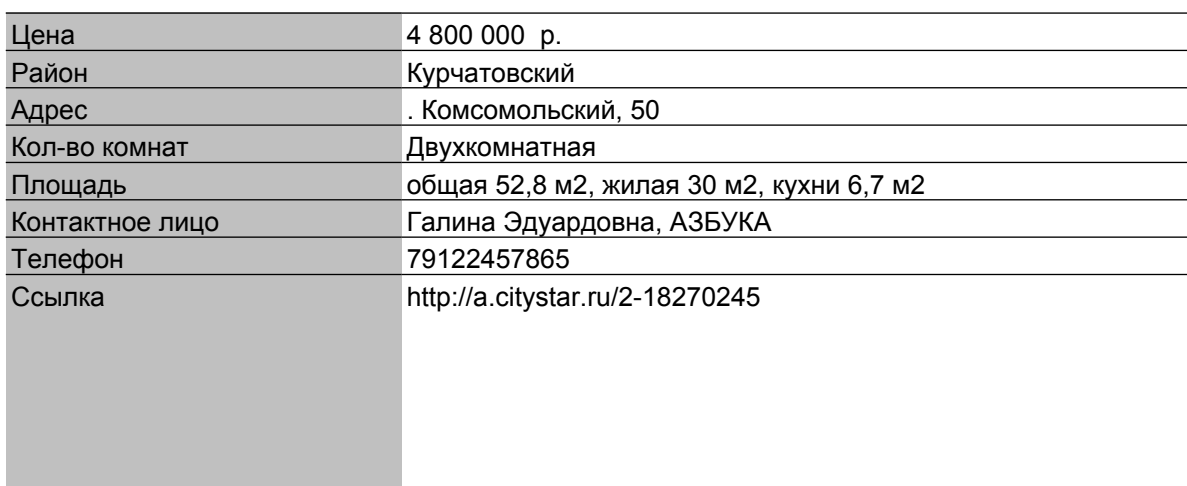 Цена 4 800 000 р.
Район Курчатовский
Адрес . Комсомольский, 50
Кол-во комнат Двухкомнатная
Площадь общая 52,8 м2, жилая 30 м2, кухни 6,7 м2
Контактное лицо Галина Эдуардовна, АЗБУКА
Телефон 79122457865
Ссылка http://a.citystar.ru/2-18270245